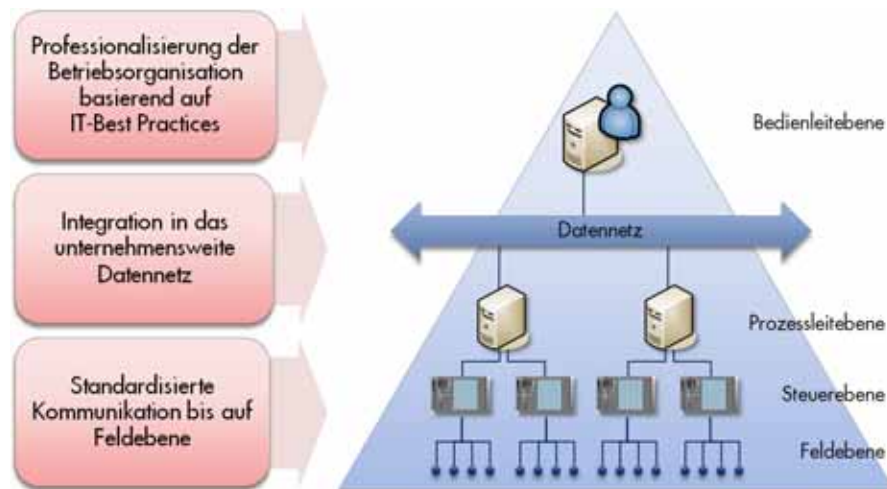 Professionalisierung der
Betriebsorganisation
basierend auf
IT-Best Practices
Integration in das
unternehmensweite
Datennetz
Standardisierte
Kommunikation bis auf
Feldebene
Bedienleitebene
Datennetz
Prozessleitebene
Steuerebene
Feldebene